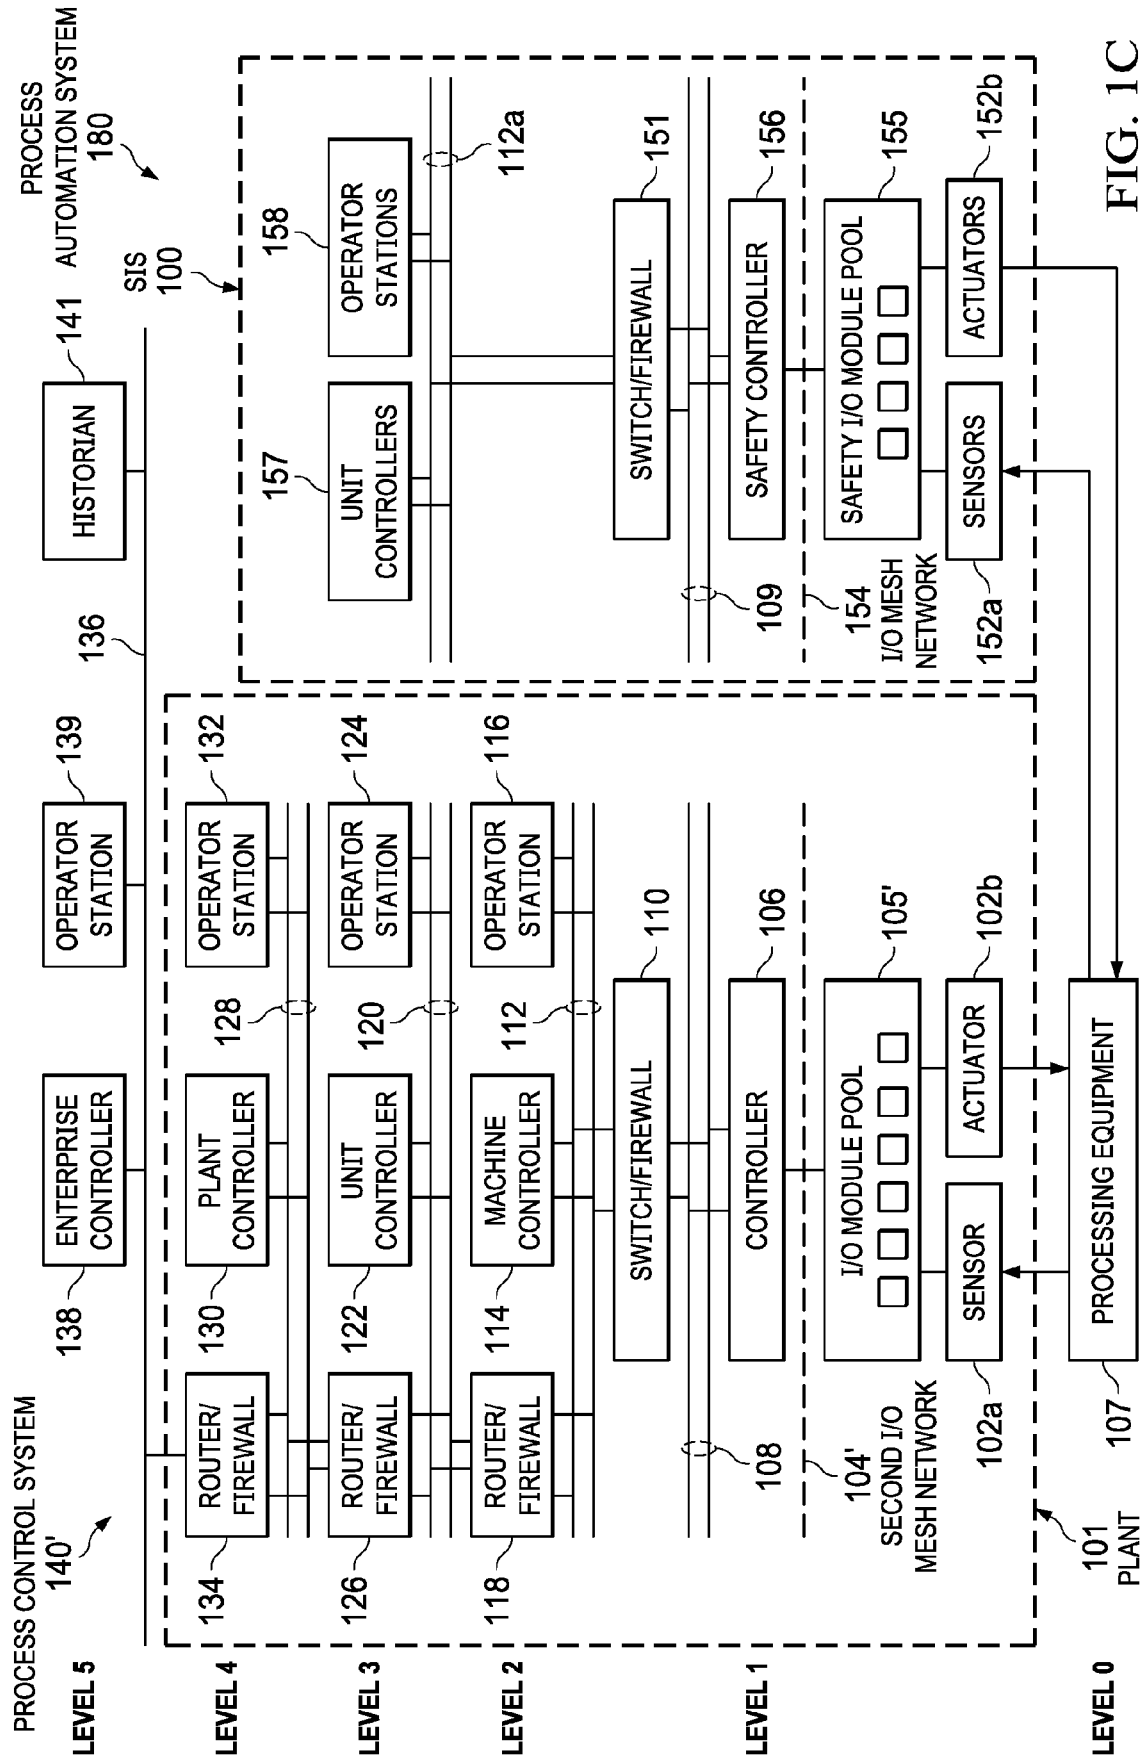 PROCESS CONTROL SYSTEM
140'
PROCESS
AUTOMATION SYSTEM
180
LEVEL 5
138
ENTERPRISE
CONTROLLER
OPERATOR
STATION
139
136
HISTORIAN
141
SIS
100
LEVEL 4
134
ROUTER/
FIREWALL
130
PLANT
CONTROLLER
128
OPERATOR
STATION
132
LEVEL 3
126
ROUTER/
FIREWALL
122
UNIT
CONTROLLER
120
OPERATOR
STATION
124
157
UNIT
CONTROLLERS
158
OPERATOR
STATIONS
112a
LEVEL 2
118
ROUTER/
FIREWALL
114
MACHINE
CONTROLLER
112
OPERATOR
STATION
116
LEVEL 1
SWITCH/FIREWALL
110
108
CONTROLLER
106
104'
SECOND I/O
MESH NETWORK
I/O MODULE POOL
105'
102a
SENSOR
ACTUATOR
102b
SWITCH/FIREWALL
151
109
SAFETY CONTROLLER
156
154
I/O MESH
NETWORK
SAFETY I/O MODULE POOL
155
152a
SENSORS
ACTUATORS
152b
LEVEL 0
101
PLANT
107
PROCESSING EQUIPMENT
FIG. 1C